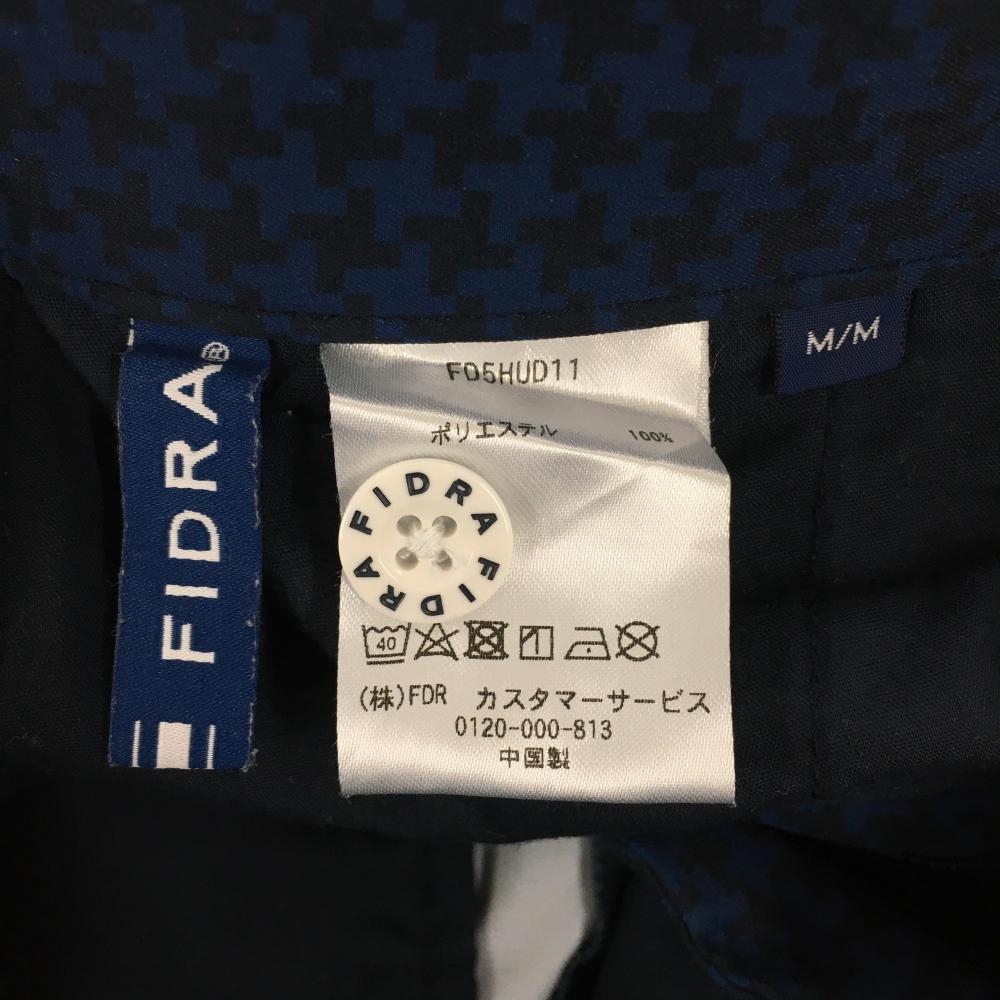 FIDRA®
FD5HUD11
ポリエステル 100%
FIDRA FIDRA
40
(株)FDR カスタマーサービス
0120-000-813
中国製
M/M